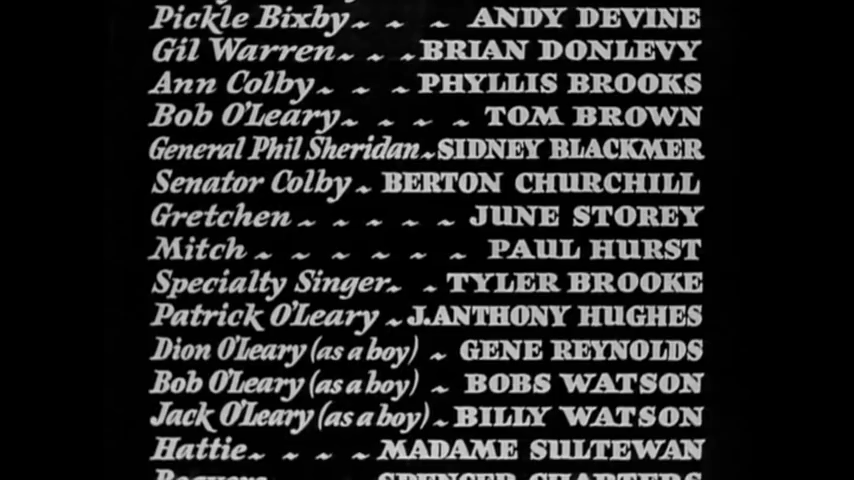 Pickle Bixby~ ~ ~ ANDY DEVINE
Gil Warren~ ~ ~BRIAN DONLEVY
Ann Colby~ ~ ~PHYLLIS BROOKS
Bob O'Leary~ ~ ~ ~ TOM BROWN
General Phil Sheridan~SIDNEY BLACKMER
Senator Colby~ BERTON CHURCHILL
Gretchen ~ ~ ~ ~ ~ JUNE STOREY
Mitch ~ ~ ~ ~ ~ ~ PAUL HURST
Specialty Singer~ ~ TYLER BROOKE
Patrick O'Leary ~J.ANTHONY HUGHES
Dion O'Leary (as a boy) ~ GENE REYNOLDS
Bob O'Leary (as a boy) ~ BOBS WATSON
Jack O'Leary (as a boy)~BILLY WATSON
Hattie~ ~ ~ ~MADAME SULTEWAN
SPENCER CHARTERS